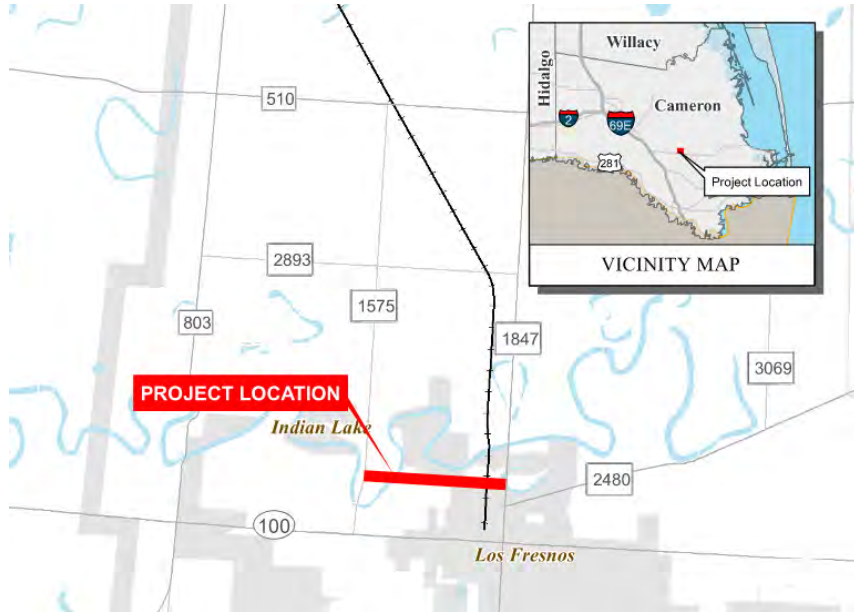 Willacy
Hidalgo
Cameron
2
69E
281
Project Location
VICINITY MAP
510
2893
1575
803
1847
3069
PROJECT LOCATION
Indian Lake
2480
100
Los Fresnos